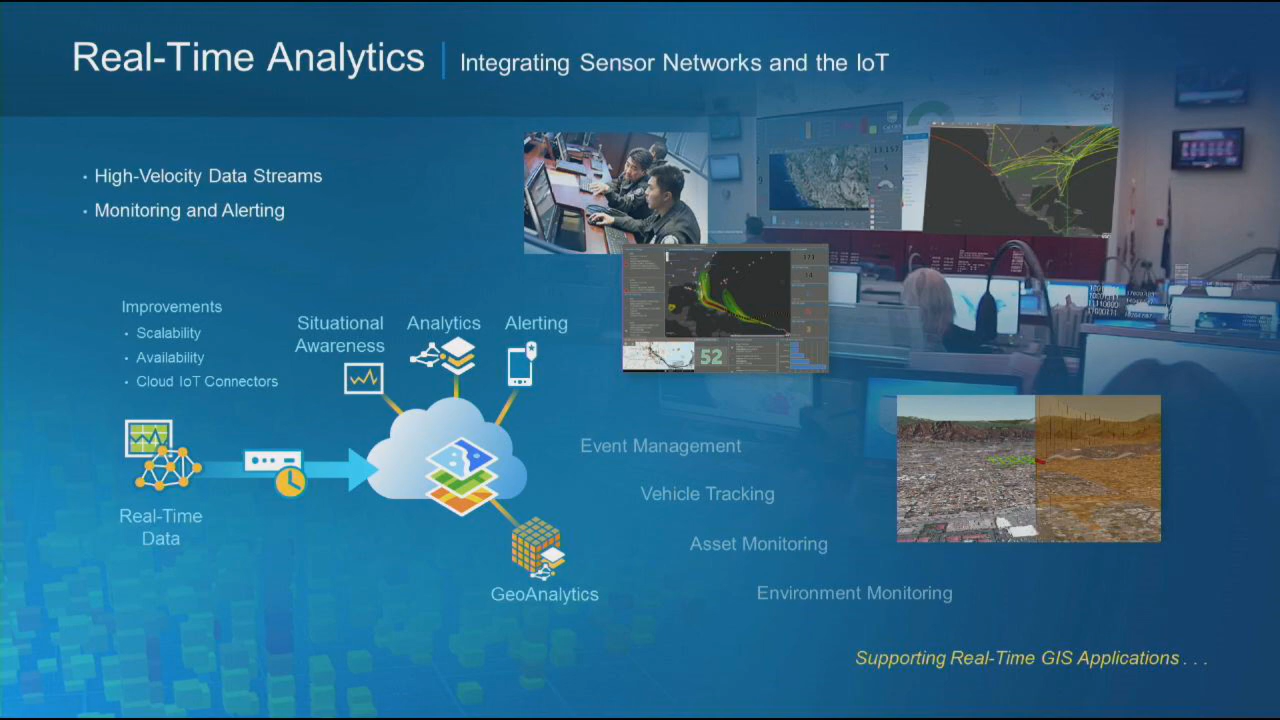 Real-Time Analytics
Integrating Sensor Networks and the IoT
• High-Velocity Data Streams
• Monitoring and Alerting
Improvements
• Scalability
• Availability
• Cloud IoT Connectors
Situational
Awareness
Analytics
Alerting
Real-Time
Data
GeoAnalytics
Event Management
Vehicle Tracking
Asset Monitoring
Environment Monitoring
52
Supporting Real-Time GIS Applications . . .